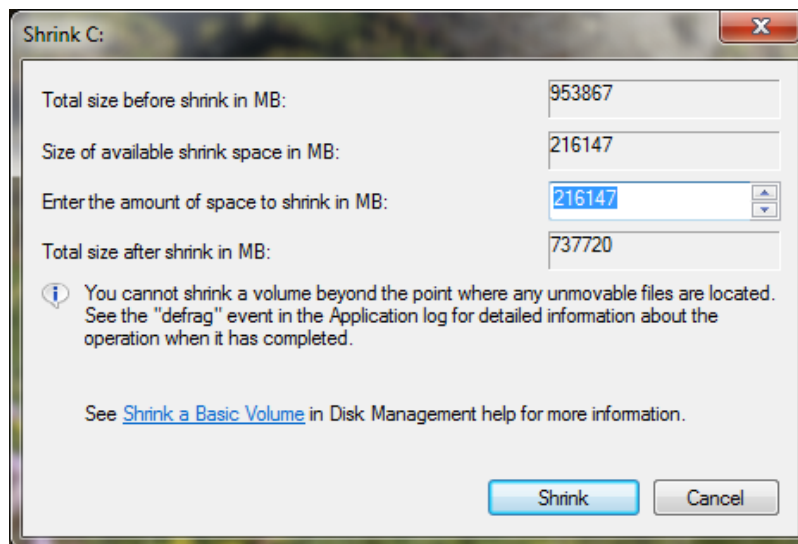 Shrink C:
Total size before shrink in MB: 953867
Size of available shrink space in MB: 216147
Enter the amount of space to shrink in MB: 216147
Total size after shrink in MB: 737720
You cannot shrink a volume beyond the point where any unmovable files are located.
See the "defrag" event in the Application log for detailed information about the
operation when it has completed.
See Shrink a Basic Volume in Disk Management help for more information.
Shrink Cancel